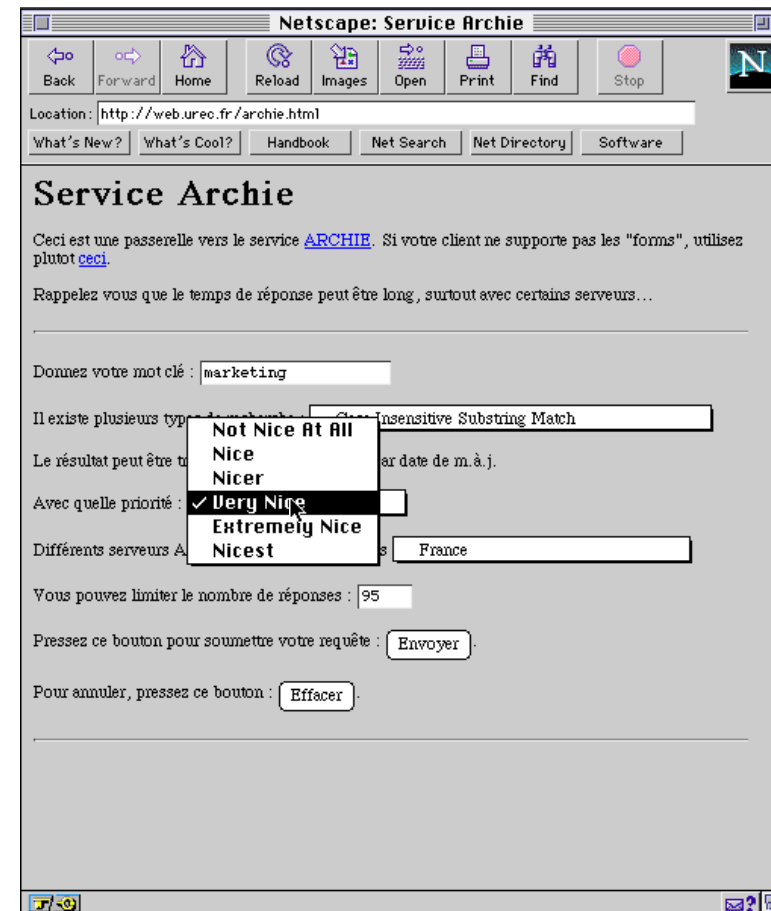 Netscape: Service Archie
Back Forward Home Reload Images Open Print Find Stop
N
Location: http://web.urec.fr/archie.html
What's New? What's Cool? Handbook Net Search Net Directory Software
Service Archie
Ceci est une passerelle vers le service ARCHIE. Si votre client ne supporte pas les "forms", utilisez
plutot ceci.
Rappelez vous que le temps de réponse peut être long, surtout avec certains serveurs...
Donnez votre mot clé : marketing
Il existe plusieurs Insensitive Substring Match
Not Nice At All
Le résultat peut être ar date de m.à.j.
Nice
Nicer
Avec quelle priorité : ✓ Very Nice
Extremely Nice
Différents serveurs A Nicest s France
Vous pouvez limiter le nombre de réponses : 95
Pressez ce bouton pour soumettre votre requête : Envoyer.
Pour annuler, pressez ce bouton : Effacer.